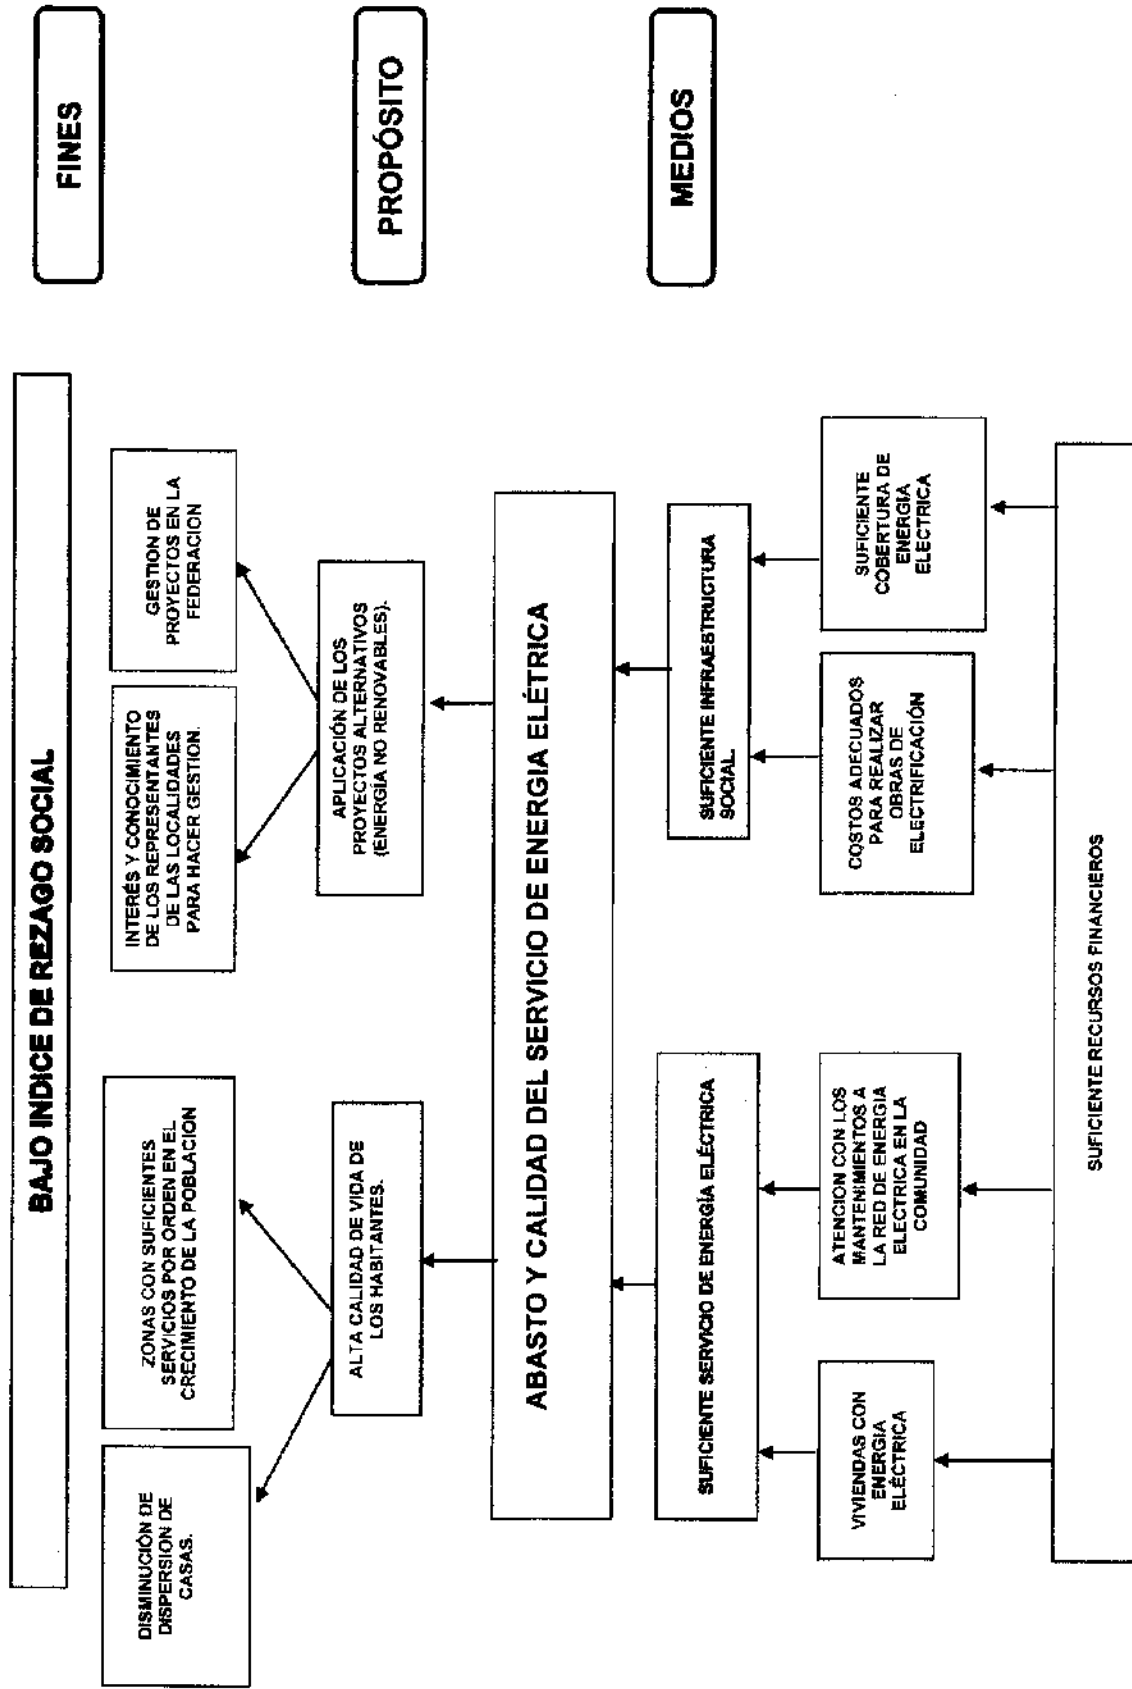 BAJO INDICE DE REZAGO SOCIAL
FINES
DISMINUCIÓN DE
DISPERSION DE
CASAS.
ZONAS CON SUFICIENTES
SERVICIOS POR ORDEN EN EL
CRECIMIENTO DE LA POBLACION
INTERÉS Y CONOCIMIENTO
DE LOS REPRESENTANTES
DE LAS LOCALIDADES
PARA HACER GESTION.
GESTION DE
PROYECTOS EN LA
FEDERACION
ALTA CALIDAD DE VIDA DE
LOS HABITANTES.
APLICACIÓN DE LOS
PROYECTOS ALTERNATIVOS
(ENERGÍA NO RENOVABLES).
PROPÓSITO
ABASTO Y CALIDAD DEL SERVICIO DE ENERGIA ELÉTRICA
SUFICIENTE SERVICIO DE ENERGÍA ELÉCTRICA
SUFICIENTE INFRAESTRUCTURA
SOCIAL.
MEDIOS
VIVIENDAS CON
ENERGIA
ELÉCTRICA
ATENCION CON LOS
MANTENIMIENTOS A
LA RED DE ENERGIA
ELECTRICA EN LA
COMUNIDAD
COSTOS ADECUADOS
PARA REALIZAR
OBRAS DE
ELECTRIFICACIÓN
SUFICIENTE
COBERTURA DE
ENERGIA
ELECTRICA
SUFICIENTE RECURSOS FINANCIEROS